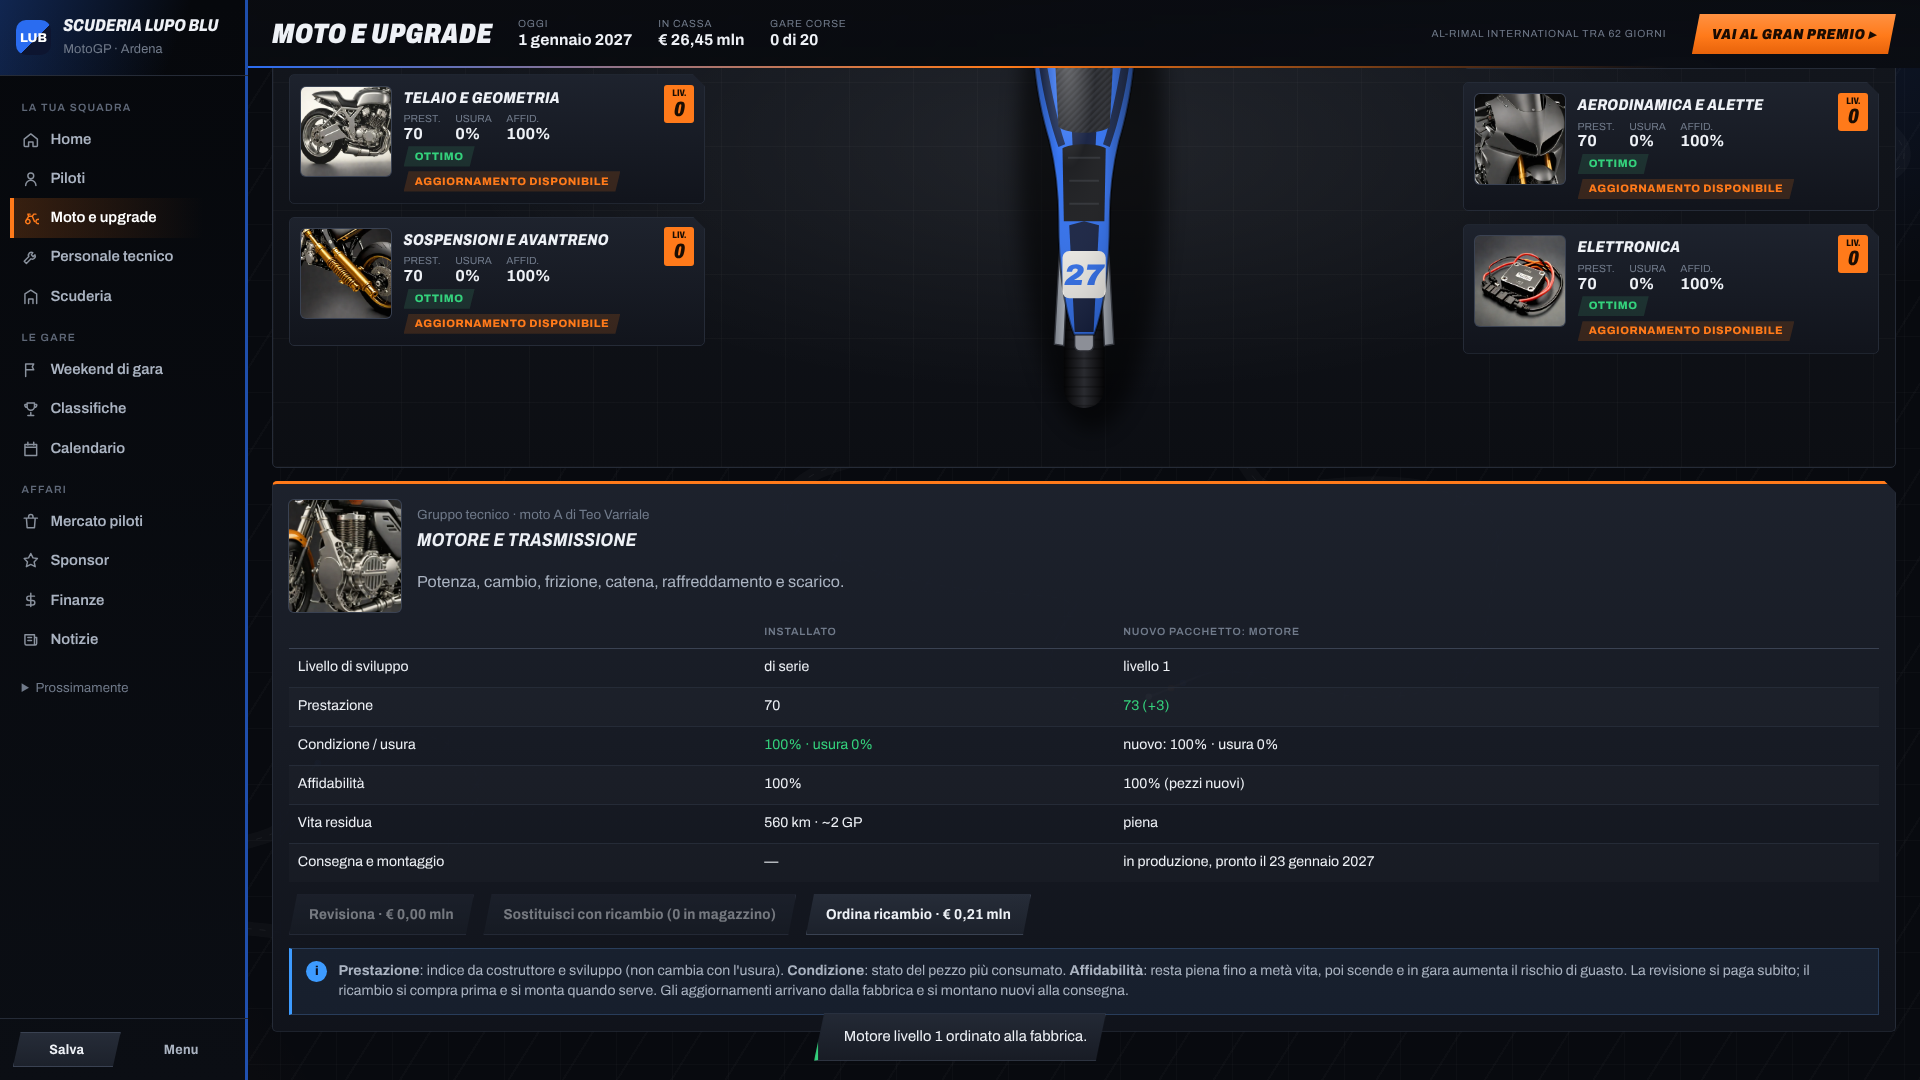 LUB
SCUDERIA LUPO BLU
MotoGP · Ardena
LA TUA SQUADRA
Home
Piloti
Moto e upgrade
Personale tecnico
Scuderia
LE GARE
Weekend di gara
Classifiche
Calendario
AFFARI
Mercato piloti
Sponsor
Finanze
Notizie
Prossimamente
Salva
Menu
MOTO E UPGRADE
OGGI
1 gennaio 2027
IN CASSA
€ 26,45 mln
GARE CORSE
0 di 20
AL-RIMAL INTERNATIONAL TRA 62 GIORNI
VAI AL GRAN PREMIO ▸
TELAIO E GEOMETRIA
LIV.
0
PREST. USURA AFFID.
70 0% 100%
OTTIMO
AGGIORNAMENTO DISPONIBILE
SOSPENSIONI E AVANTRENO
LIV.
0
PREST. USURA AFFID.
70 0% 100%
OTTIMO
AGGIORNAMENTO DISPONIBILE
27
AERODINAMICA E ALETTE
LIV.
0
PREST. USURA AFFID.
70 0% 100%
OTTIMO
AGGIORNAMENTO DISPONIBILE
ELETTRONICA
LIV.
0
PREST. USURA AFFID.
70 0% 100%
OTTIMO
AGGIORNAMENTO DISPONIBILE
Gruppo tecnico · moto A di Teo Varriale
MOTORE E TRASMISSIONE
Potenza, cambio, frizione, catena, raffreddamento e scarico.
INSTALLATO NUOVO PACCHETTO: MOTORE
Livello di sviluppo di serie livello 1
Prestazione 70 73 (+3)
Condizione / usura 100% · usura 0% nuovo: 100% · usura 0%
Affidabilità 100% 100% (pezzi nuovi)
Vita residua 560 km · ~2 GP piena
Consegna e montaggio — in produzione, pronto il 23 gennaio 2027
Revisiona · € 0,00 mln
Sostituisci con ricambio (0 in magazzino)
Ordina ricambio · € 0,21 mln
Prestazione: indice da costruttore e sviluppo (non cambia con l'usura). Condizione: stato del pezzo più consumato. Affidabilità: resta piena fino a metà vita, poi scende e in gara aumenta il rischio di guasto. La revisione si paga subito; il
ricambio si compra prima e si monta quando serve. Gli aggiornamenti arrivano dalla fabbrica e si montano nuovi alla consegna.
Motore livello 1 ordinato alla fabbrica.